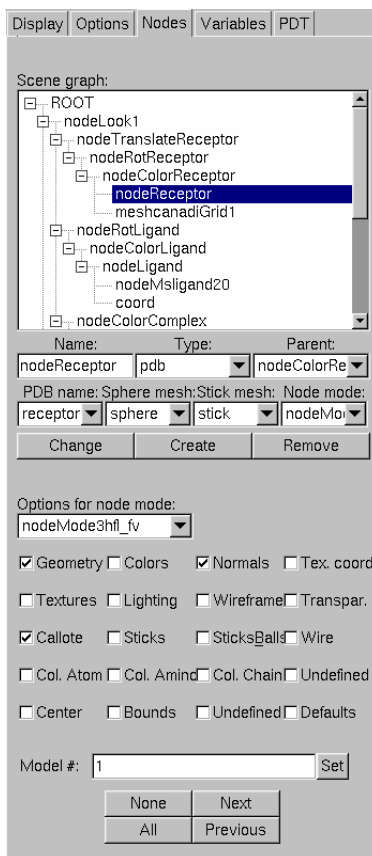 Display Options Nodes Variables PDT
Scene graph:
ROOT
nodeLook1
nodeTranslateReceptor
nodeRotReceptor
nodeColorReceptor
nodeReceptor
meshcanadiGrid1
nodeRotLigand
nodeColorLigand
nodeLigand
nodeMsligand20
coord
nodeColorComplex
Name: Type: Parent:
nodeReceptor pdb nodeColorRe
PDB name: Sphere mesh: Stick mesh: Node mode:
receptor sphere stick nodeMo
Change Create Remove
Options for node mode:
nodeMode3hfl_fv
Geometry Colors Normals Tex. coord
Textures Lighting Wireframe Transpar.
Callote Sticks SticksBalls Wire
Col. Atom Col. Amino Col. Chain Undefined
Center Bounds Undefined Defaults
Model #: 1 Set
None Next
All Previous